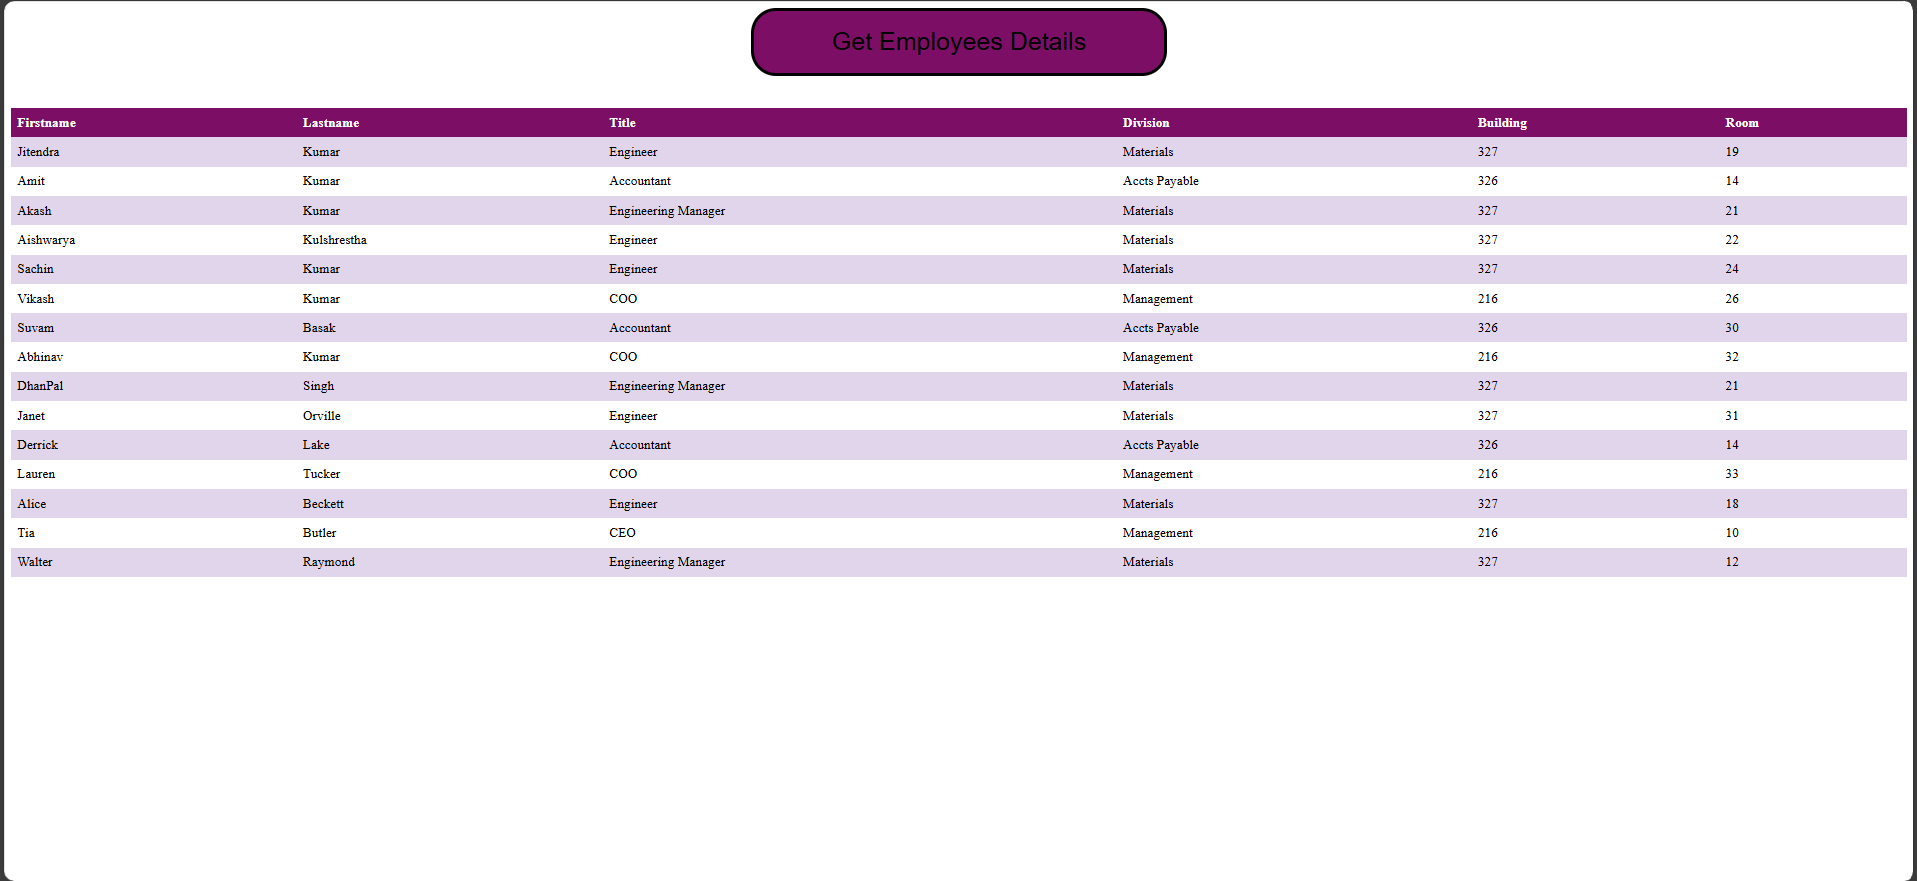 Get Employees Details
Firstname Lastname Title Division Building Room
Jitendra Kumar Engineer Materials 327 19
Amit Kumar Accountant Accts Payable 326 14
Akash Kumar Engineering Manager Materials 327 21
Aishwarya Kulshrestha Engineer Materials 327 22
Sachin Kumar Engineer Materials 327 24
Vikash Kumar COO Management 216 26
Suvam Basak Accountant Accts Payable 326 30
Abhinav Kumar COO Management 216 32
DhanPal Singh Engineering Manager Materials 327 21
Janet Orville Engineer Materials 327 31
Derrick Lake Accountant Accts Payable 326 14
Lauren Tucker COO Management 216 33
Alice Beckett Engineer Materials 327 18
Tia Butler CEO Management 216 10
Walter Raymond Engineering Manager Materials 327 12